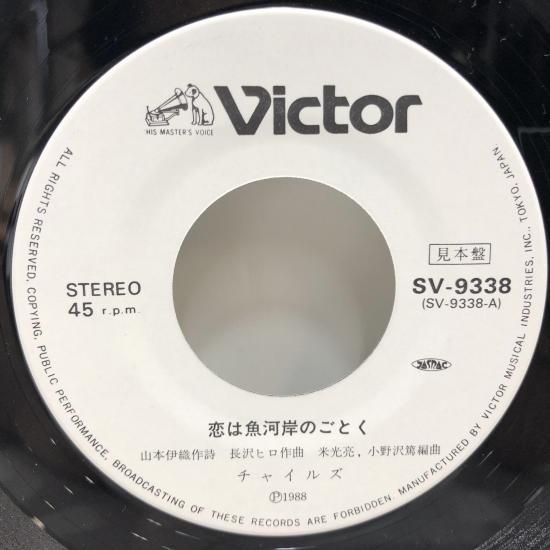 Victor
HIS MASTER'S VOICE
見本盤
STEREO
45 r.p.m.
SV-9338
(SV-9338-A)
JASRAC
恋は魚河岸のごとく
山本伊織作詩 長沢ヒロ作曲 米光亮, 小野沢篤編曲
チャイルズ
Ⓟ1988
ALL RIGHTS RESERVED, COPYING, PUBLIC PERFORMANCE, BROADCASTING OF THESE RECORDS ARE FORBIDDEN. MANUFACTURED BY VICTOR MUSICAL INDUSTRIES, INC., TOKYO, JAPAN.